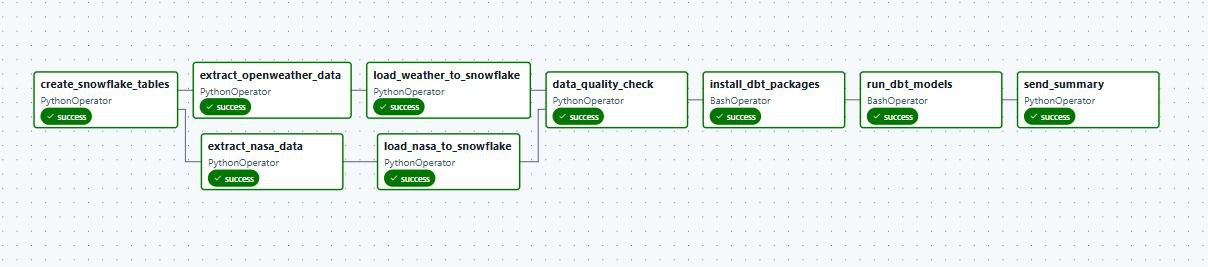 create_snowflake_tables
PythonOperator
success
extract_openweather_data
PythonOperator
success
load_weather_to_snowflake
PythonOperator
success
extract_nasa_data
PythonOperator
success
load_nasa_to_snowflake
PythonOperator
success
data_quality_check
PythonOperator
success
install_dbt_packages
BashOperator
success
run_dbt_models
BashOperator
success
send_summary
PythonOperator
success